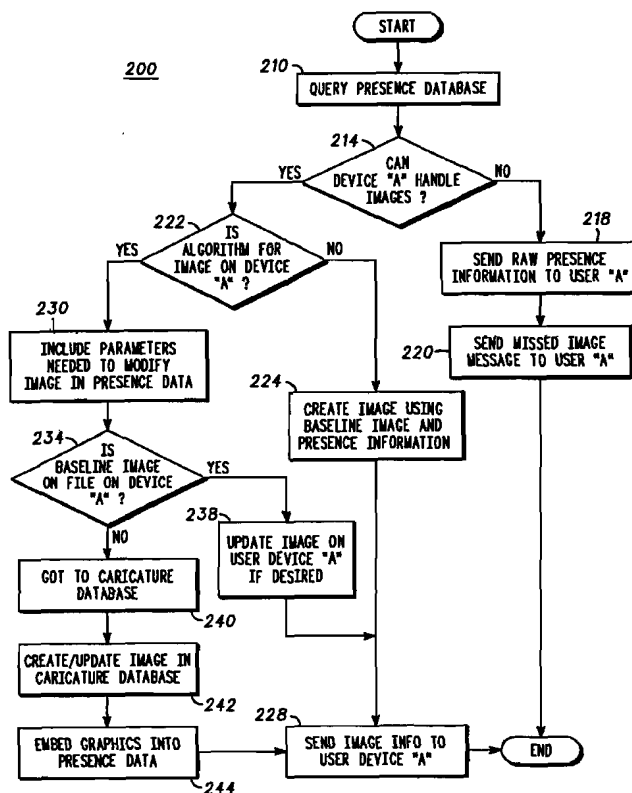 START
200
210
QUERY PRESENCE DATABASE
214
CAN
DEVICE "A" HANDLE
IMAGES ?
YES
NO
222
IS
ALGORITHM FOR
IMAGE ON DEVICE
"A" ?
YES
NO
218
SEND RAW PRESENCE
INFORMATION TO USER "A"
230
INCLUDE PARAMETERS
NEEDED TO MODIFY
IMAGE IN PRESENCE DATA
220
SEND MISSED IMAGE
MESSAGE TO USER "A"
224
CREATE IMAGE USING
BASELINE IMAGE AND
PRESENCE INFORMATION
234
IS
BASELINE IMAGE
ON FILE ON DEVICE
"A" ?
YES
NO
238
UPDATE IMAGE ON
USER DEVICE "A"
IF DESIRED
GOT TO CARICATURE
DATABASE
240
CREATE/UPDATE IMAGE IN
CARICATURE DATABASE
242
EMBED GRAPHICS INTO
PRESENCE DATA
244
228
SEND IMAGE INFO TO
USER DEVICE "A"
END